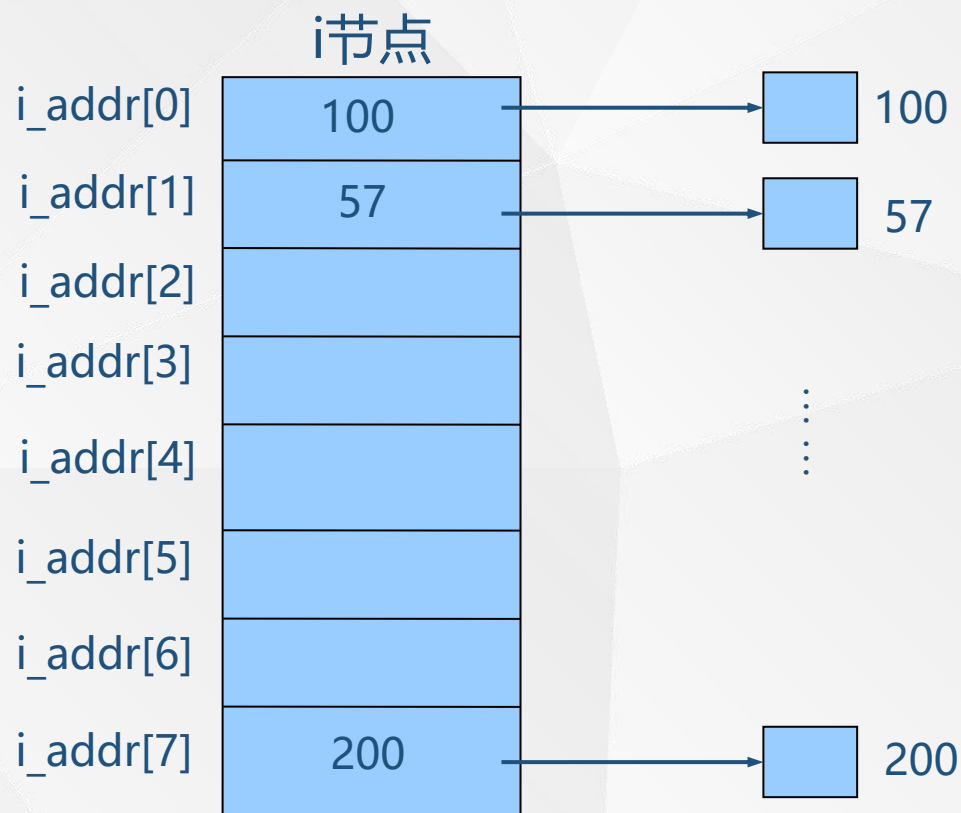 i节点
i_addr[0] 100 100
i_addr[1] 57 57
i_addr[2]
i_addr[3]
i_addr[4]
……
i_addr[5]
i_addr[6]
i_addr[7] 200 200